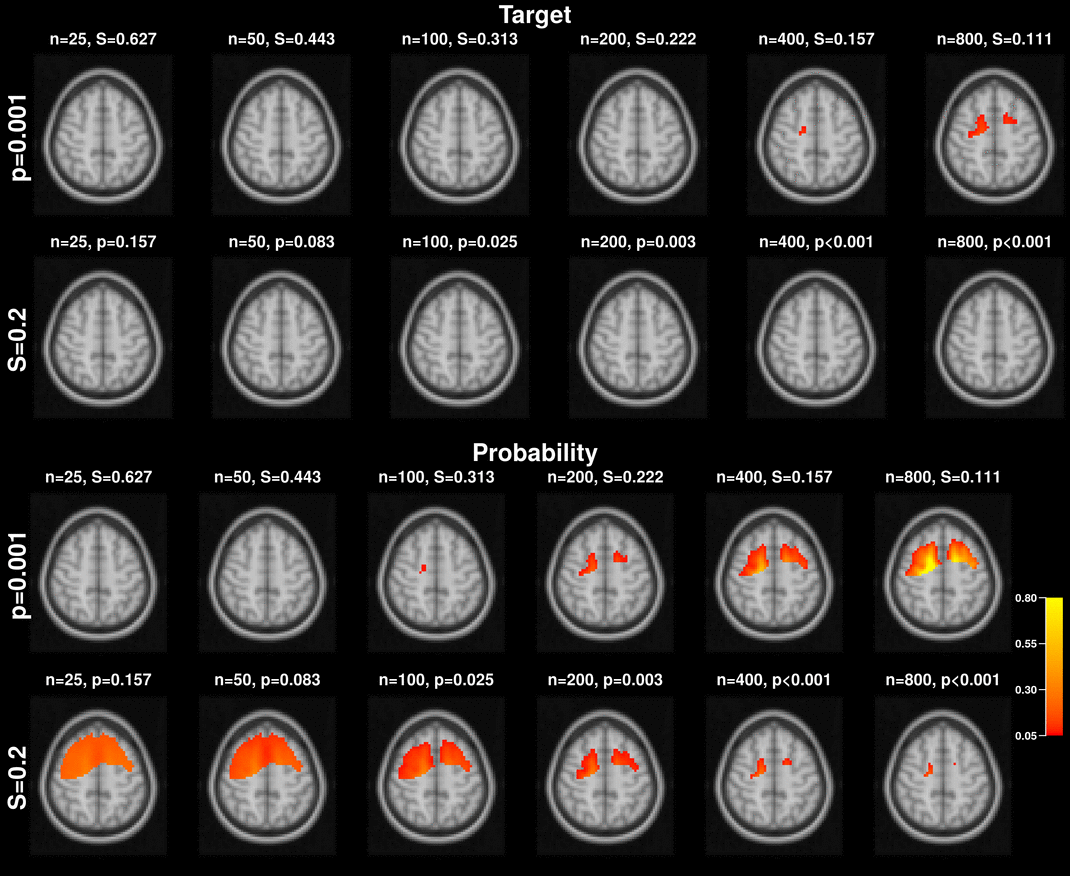 Target
n=25, S=0.627 n=50, S=0.443 n=100, S=0.313 n=200, S=0.222 n=400, S=0.157 n=800, S=0.111
p=0.001
n=25, p=0.157 n=50, p=0.083 n=100, p=0.025 n=200, p=0.003 n=400, p<0.001 n=800, p<0.001
S=0.2
Probability
n=25, S=0.627 n=50, S=0.443 n=100, S=0.313 n=200, S=0.222 n=400, S=0.157 n=800, S=0.111
p=0.001
n=25, p=0.157 n=50, p=0.083 n=100, p=0.025 n=200, p=0.003 n=400, p<0.001 n=800, p<0.001
S=0.2
0.80
0.55
0.30
0.05